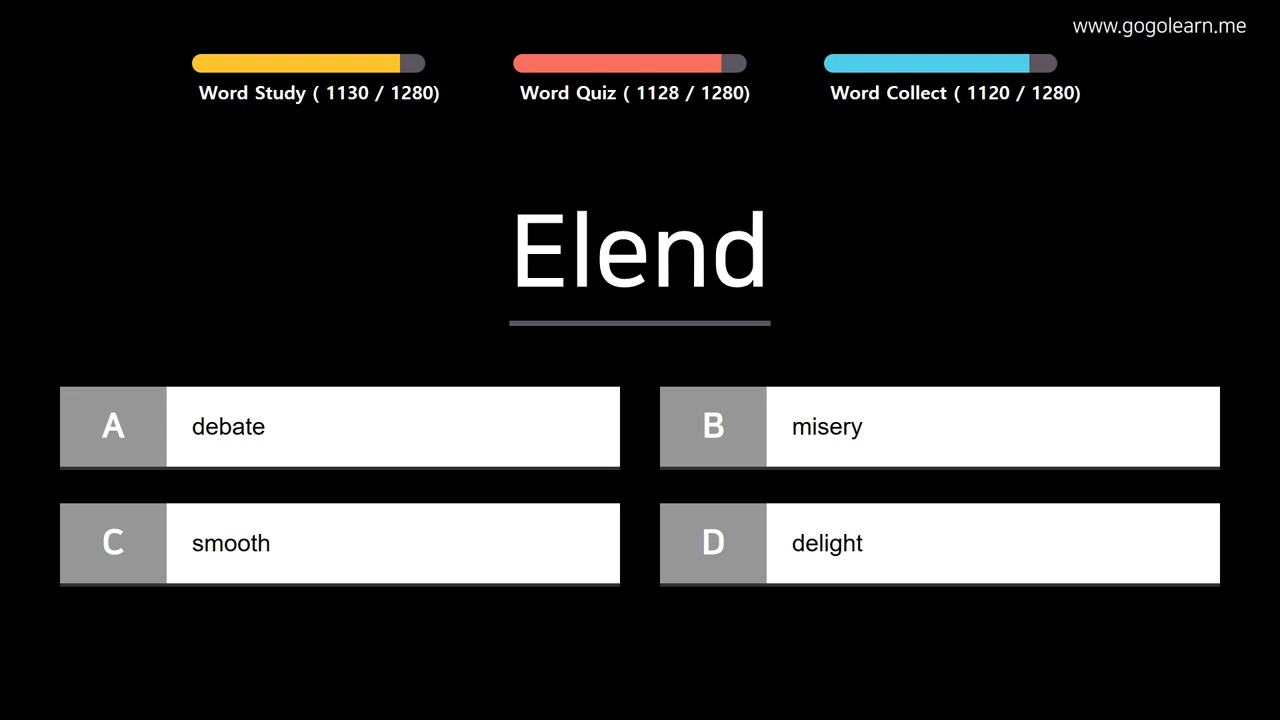 www.gogolearn.me
Word Study ( 1130 / 1280)
Word Quiz ( 1128 / 1280)
Word Collect ( 1120 / 1280)
Elend
A debate
B misery
C smooth
D delight